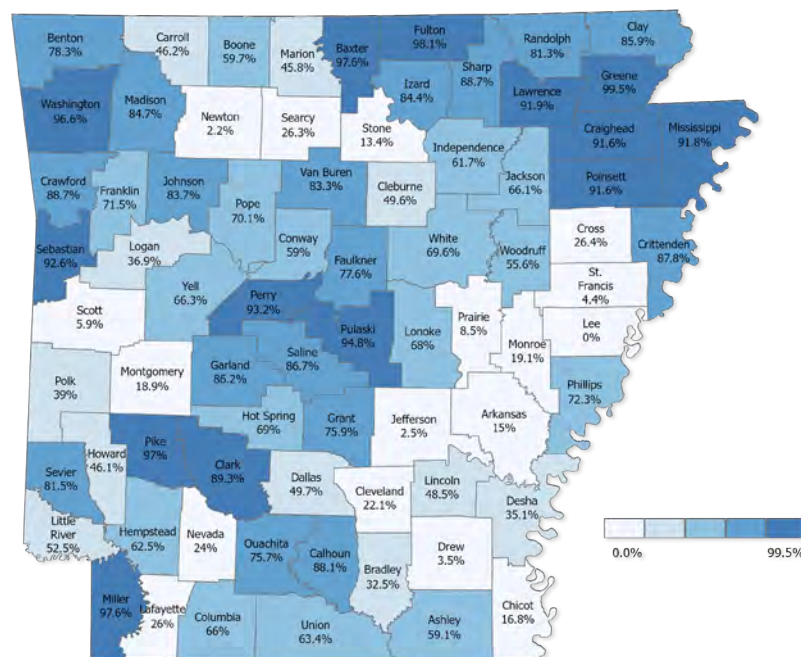 Benton
78.3%
Carroll
46.2%
Boone
59.7%
Marion
45.8%
Baxter
97.6%
Fulton
98.1%
Randolph
81.3%
Clay
85.9%
Izard
84.4%
Sharp
88.7%
Lawrence
91.9%
Greene
99.5%
Washington
96.6%
Madison
84.7%
Newton
2.2%
Searcy
26.3%
Stone
13.4%
Independence
61.7%
Craighead
91.6%
Mississippi
91.8%
Crawford
88.7%
Franklin
71.5%
Johnson
83.7%
Pope
70.1%
Van Buren
83.3%
Cleburne
49.6%
Jackson
66.1%
Poinsett
91.6%
Sebastian
92.6%
Logan
36.9%
Conway
59%
Faulkner
77.6%
White
69.6%
Woodruff
55.6%
Cross
26.4%
Crittenden
87.8%
Yell
66.3%
St.
Francis
4.4%
Scott
5.9%
Perry
93.2%
Pulaski
94.8%
Lonoke
68%
Prairie
8.5%
Monroe
19.1%
Lee
0%
Polk
39%
Montgomery
18.9%
Garland
86.2%
Saline
86.7%
Phillips
72.3%
Hot Spring
69%
Grant
75.9%
Jefferson
2.5%
Arkansas
15%
Sevier
81.5%
Howard
46.1%
Pike
97%
Clark
89.3%
Dallas
49.7%
Cleveland
22.1%
Lincoln
48.5%
Desha
35.1%
Little
River
52.5%
Hempstead
62.5%
Nevada
24%
Ouachita
75.7%
Calhoun
88.1%
Bradley
32.5%
Drew
3.5%
Miller
97.6%
Lafayette
26%
Columbia
66%
Union
63.4%
Ashley
59.1%
Chicot
16.8%
0.0%
99.5%